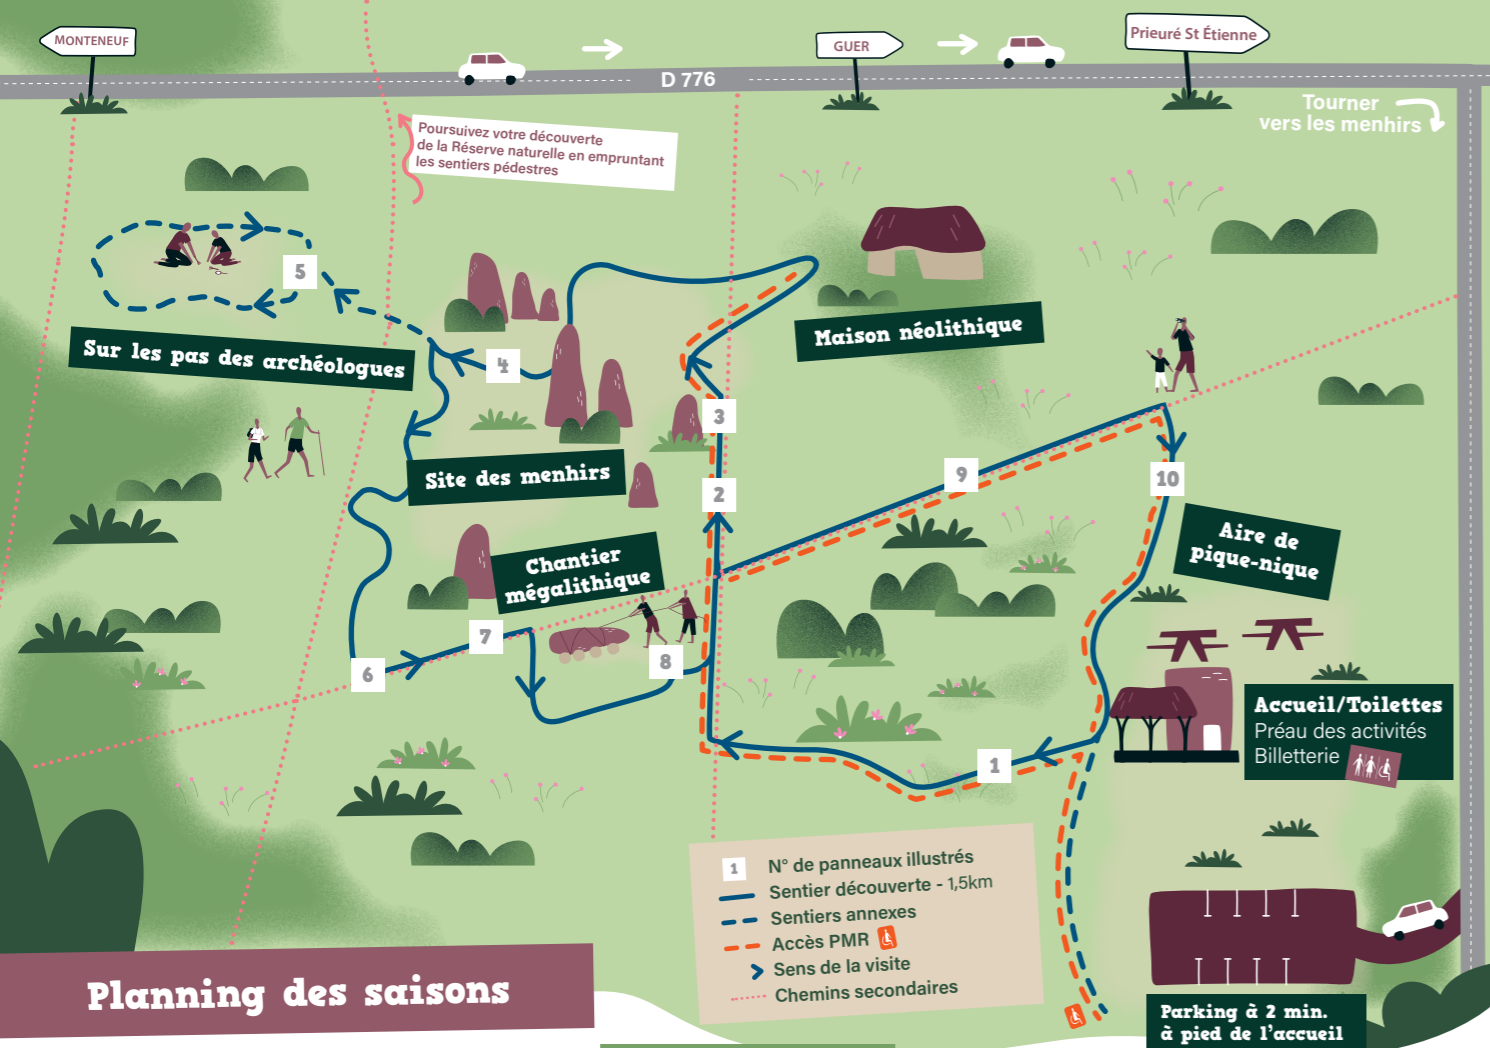 MONTENEUF
GUER
Prieuré St Étienne
D 776
Tourner
vers les menhirs
Poursuivez votre découverte
de la Réserve naturelle en empruntant
les sentiers pédestres
5
Sur les pas des archéologues
4
Maison néolithique
3
Site des menhirs
2
9
10
Aire de
pique-nique
Chantier
mégalithique
7
8
6
Accueil/Toilettes
Préau des activités
Billetterie
1
1 N° de panneaux illustrés
Sentier découverte - 1,5km
Sentiers annexes
Accès PMR
Sens de la visite
Chemins secondaires
Planning des saisons
Parking à 2 min.
à pied de l'accueil